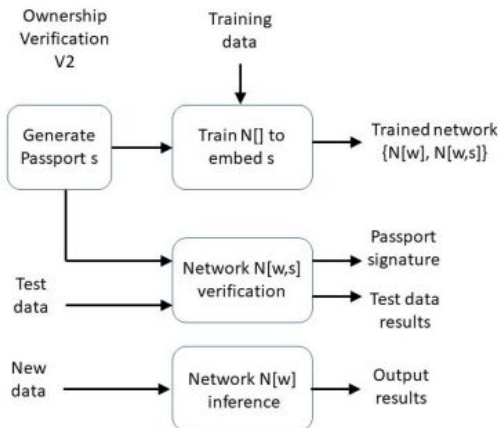 Ownership
Verification
V2
Training
data
Generate
Passport s
Train N[] to
embed s
Trained network
{N[w], N[w,s]}
Network N[w,s]
verification
Passport
signature
Test
data
Test data
results
New
data
Network N[w]
inference
Output
results